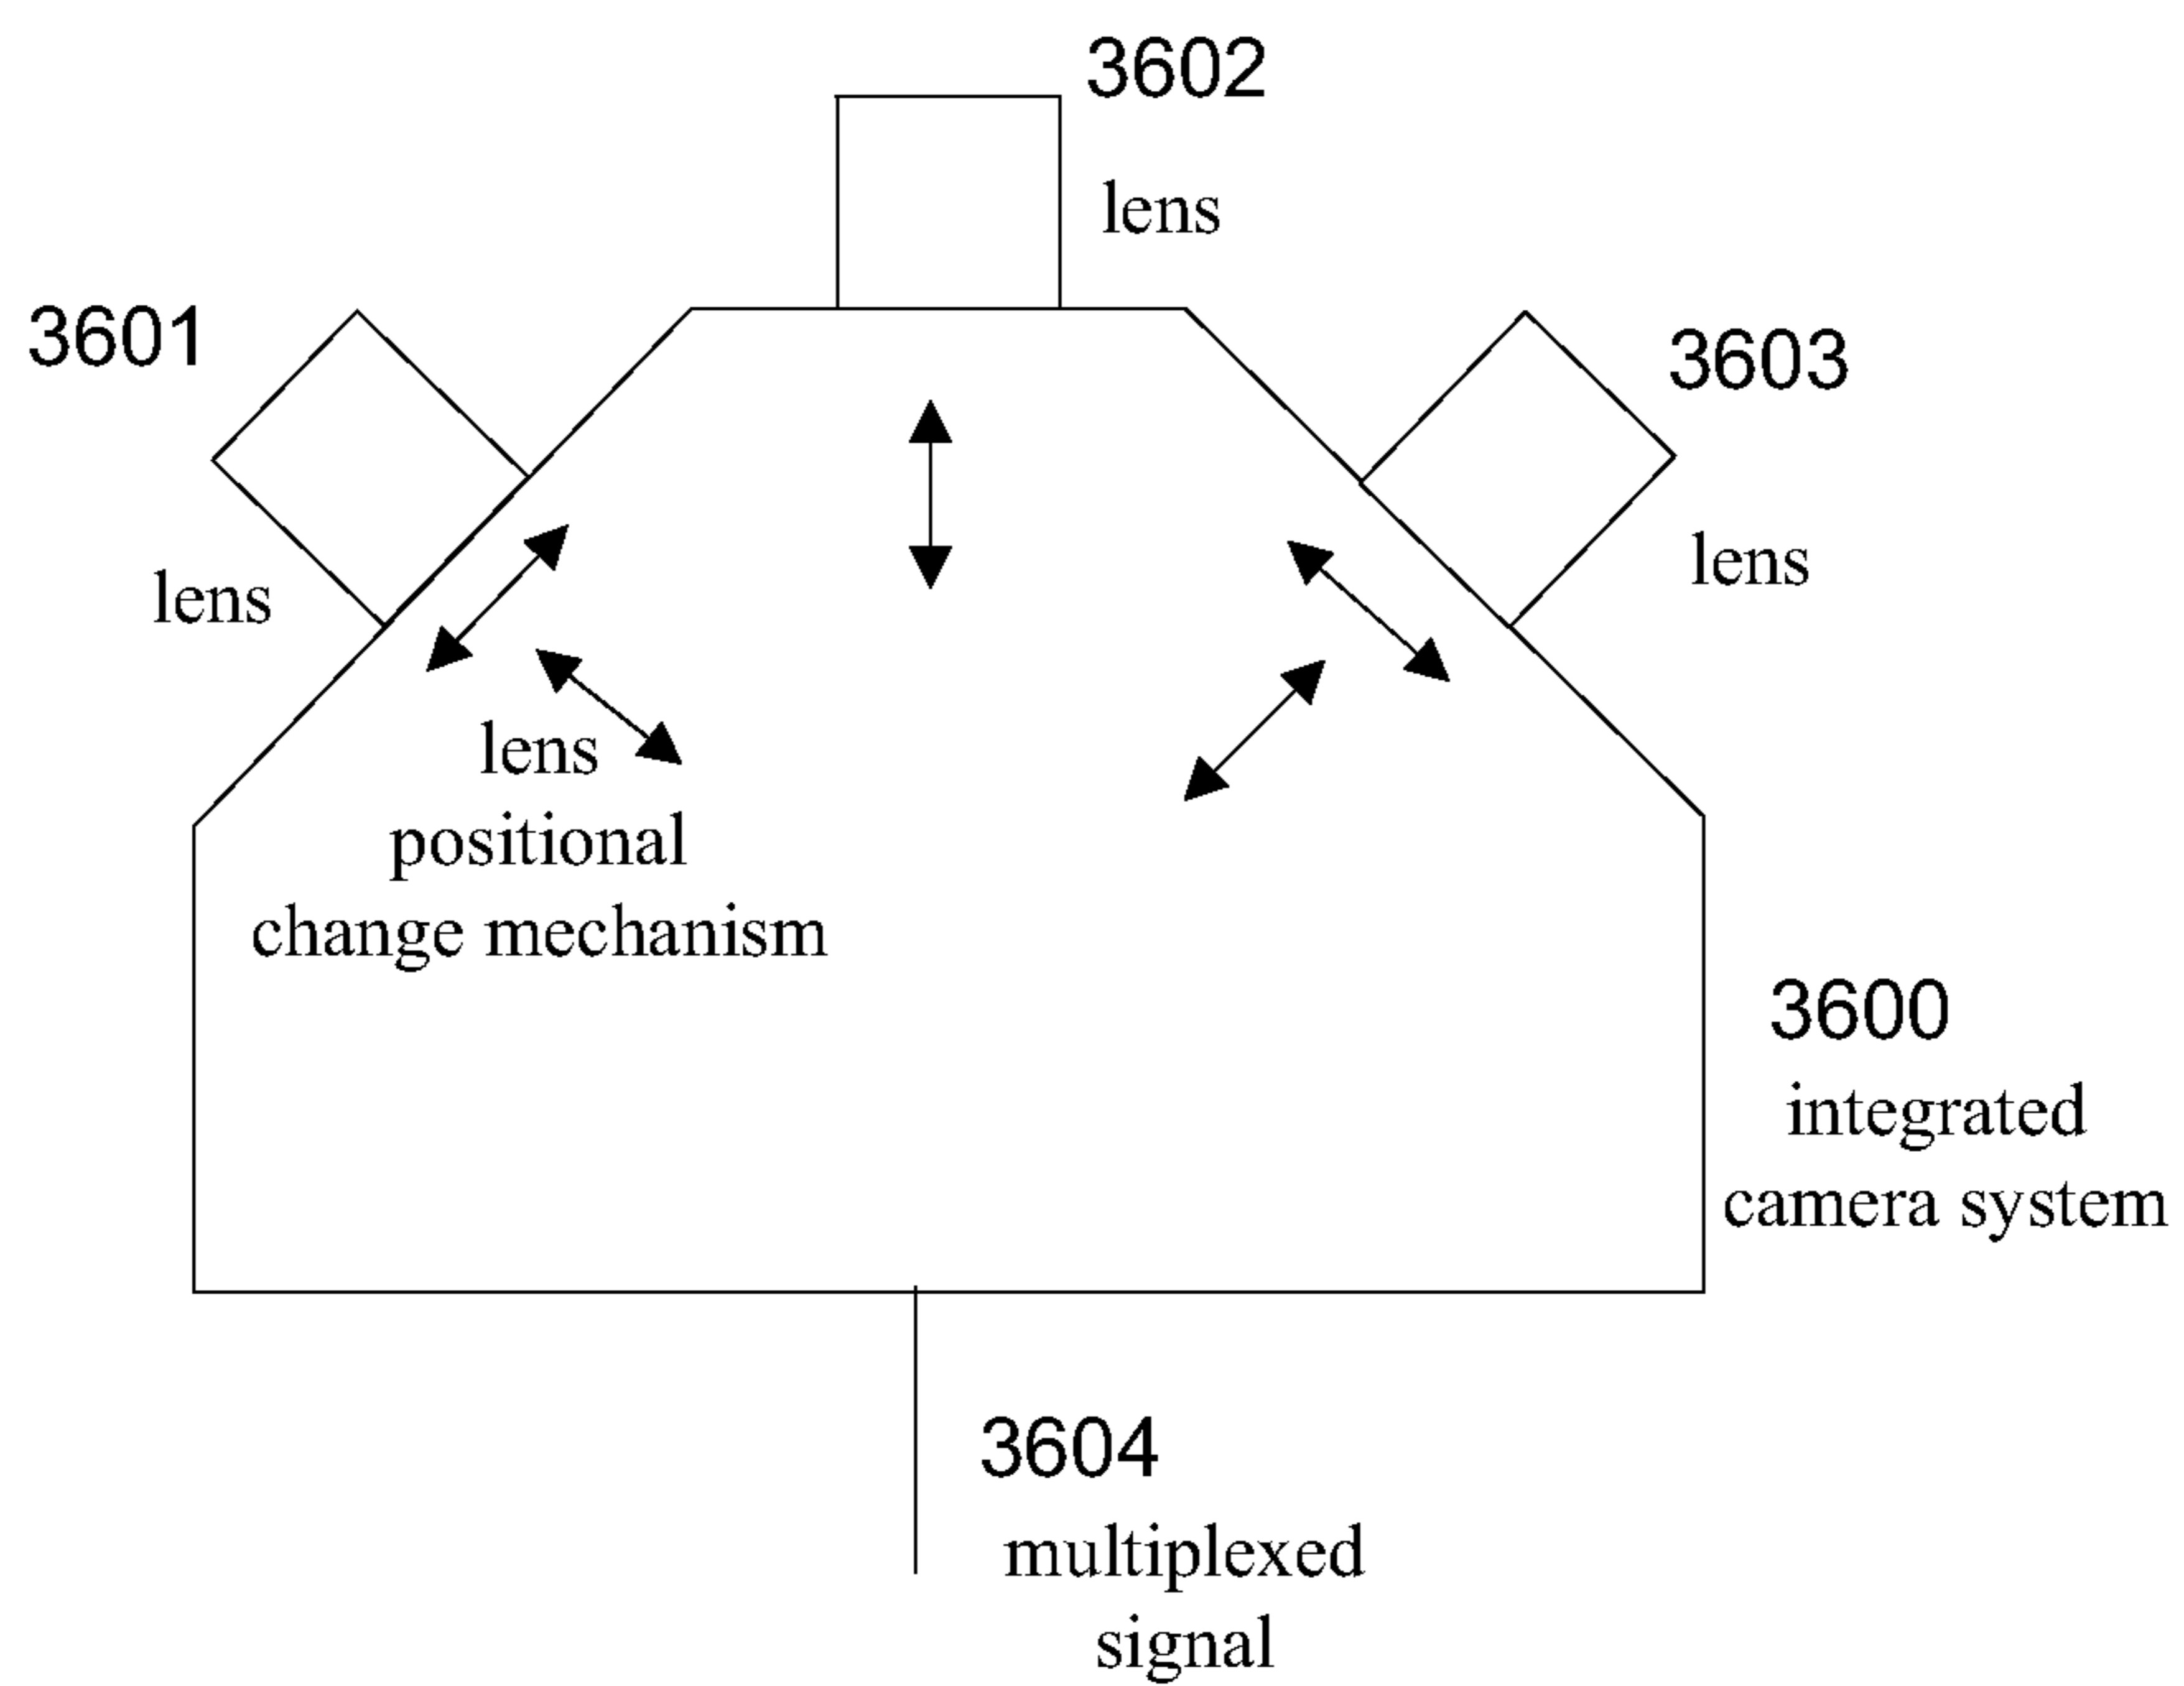 3602
lens
3601
lens
3603
lens
lens
positional
change mechanism
3600
integrated
camera system
3604
multiplexed
signal